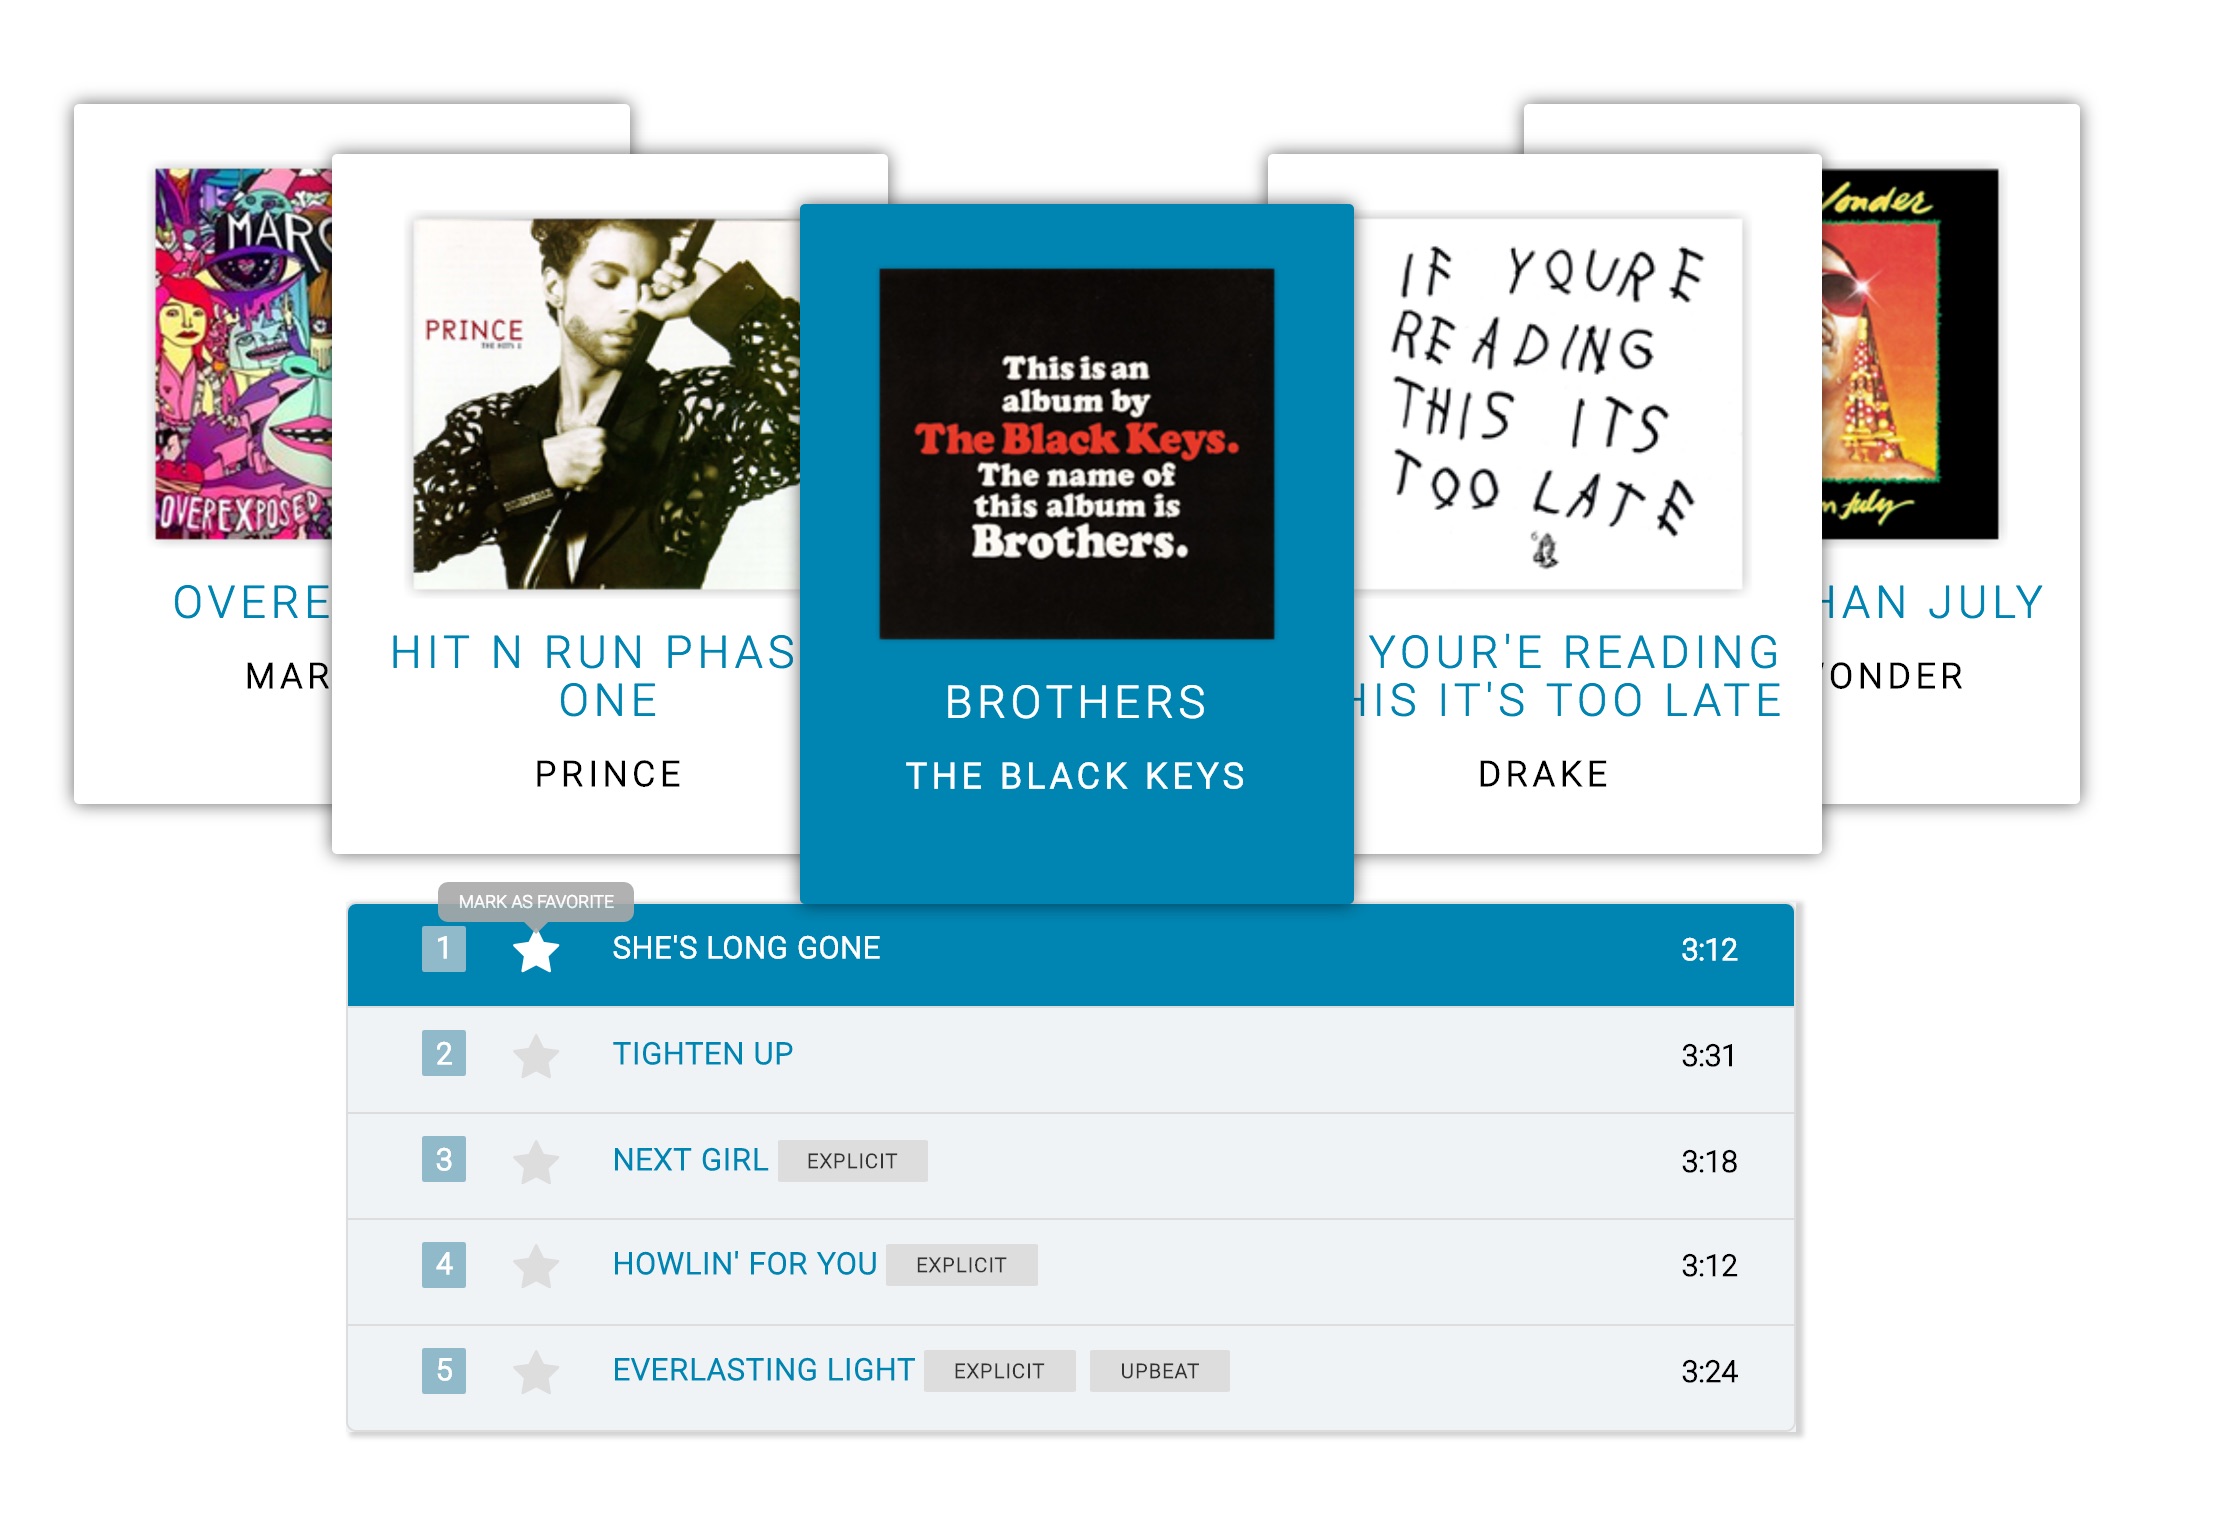 MARO
OVEREXPOSED
OVERE
MAR
PRINCE
THE HITS 2
HIT N RUN PHAS
ONE
PRINCE
This is an
album by
The Black Keys.
The name of
this album is
Brothers.
BROTHERS
THE BLACK KEYS
IF YOURE
READING
THIS ITS
TOO LATE
YOUR'E READING
HIS IT'S TOO LATE
DRAKE
Wonder
n July
HAN JULY
ONDER
MARK AS FAVORITE
1 SHE'S LONG GONE 3:12
2 TIGHTEN UP 3:31
3 NEXT GIRL EXPLICIT 3:18
4 HOWLIN' FOR YOU EXPLICIT 3:12
5 EVERLASTING LIGHT EXPLICIT UPBEAT 3:24